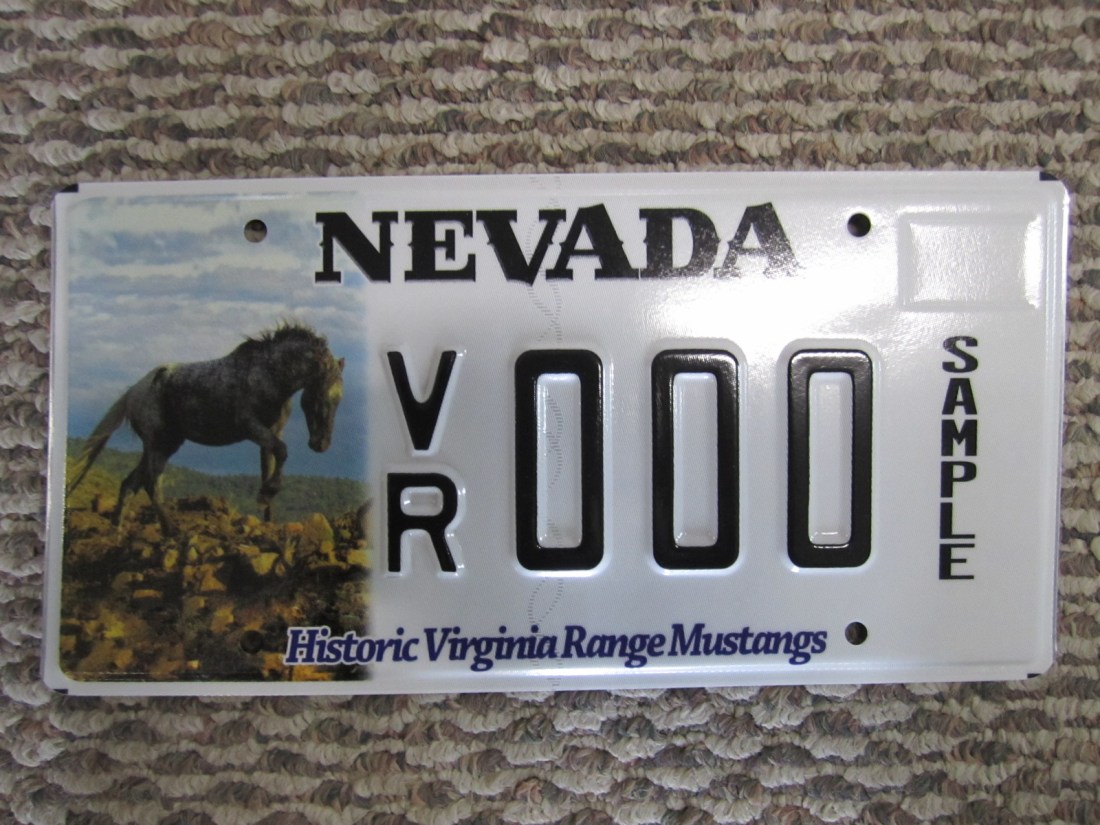 NEVADA
VR 000
SAMPLE
Historic Virginia Range Mustangs